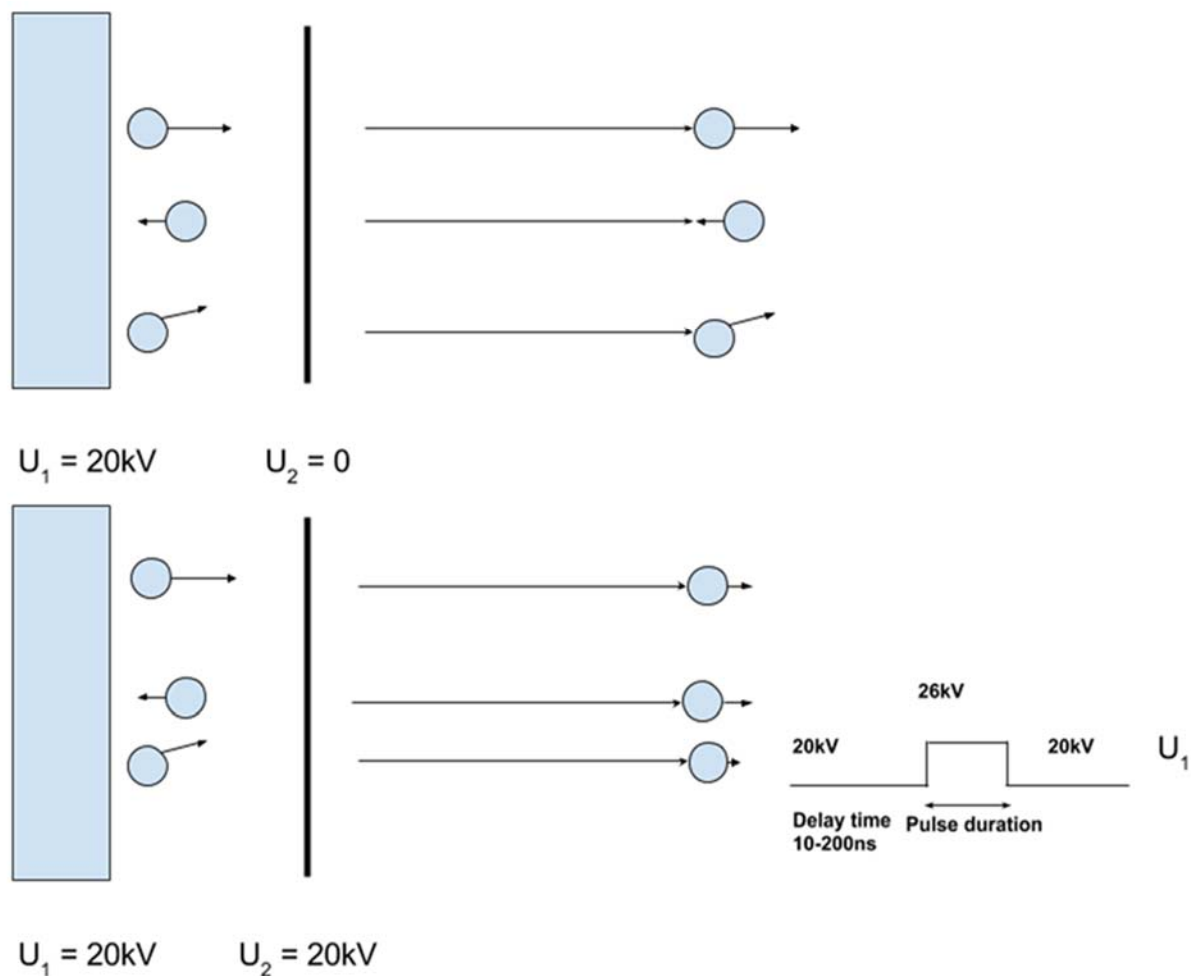 U₁ = 20kV U₂ = 0
26kV
20kV 20kV U₁
Delay time Pulse duration
10-200ns
U₁ = 20kV U₂ = 20kV